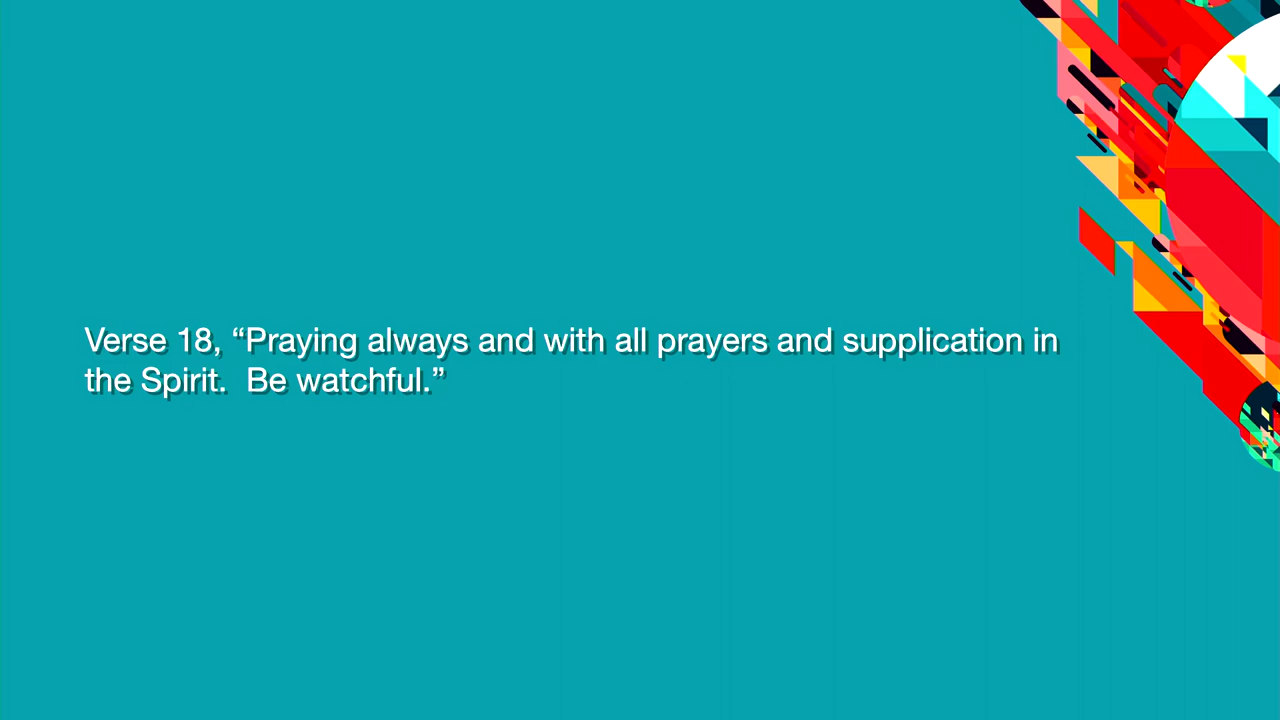 Verse 18, “Praying always and with all prayers and supplication in
the Spirit.  Be watchful.”